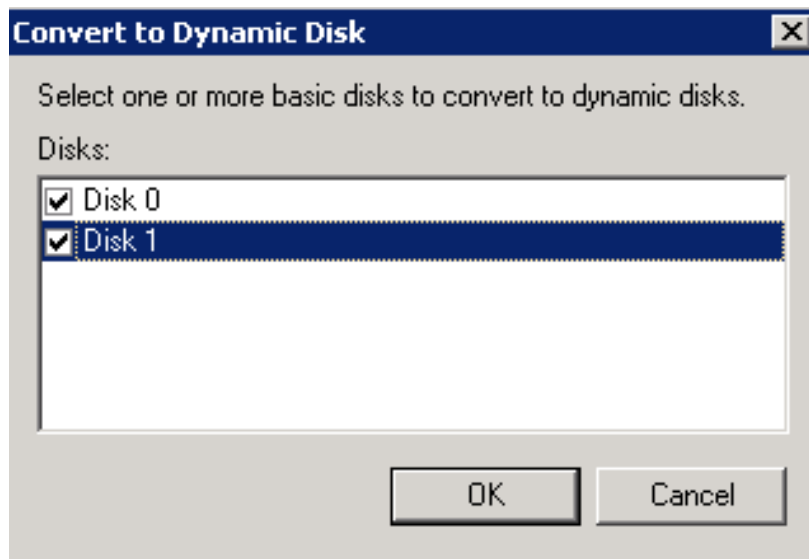 Convert to Dynamic Disk
Select one or more basic disks to convert to dynamic disks.
Disks:
Disk 0
Disk 1
OK
Cancel